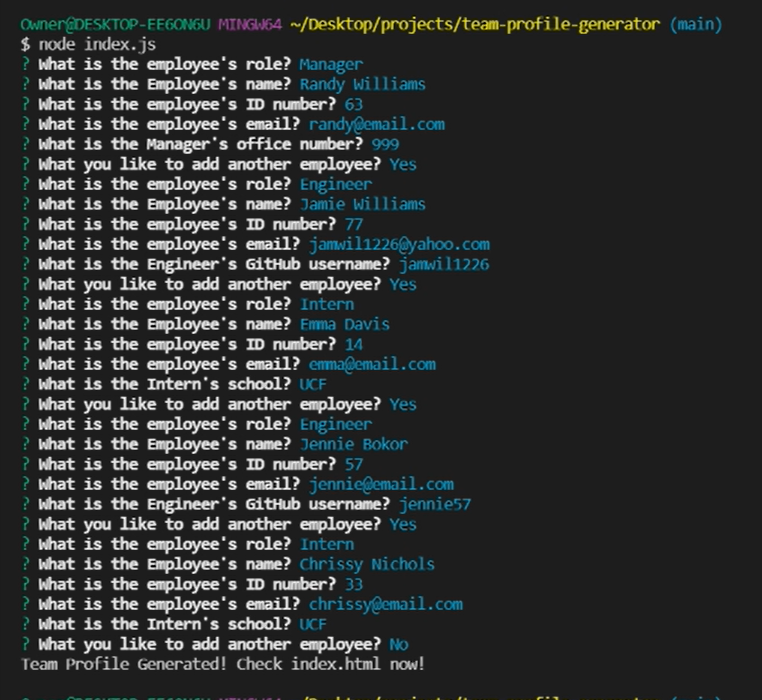 Owner@DESKTOP-EE6ON6U MINGW64 ~/Desktop/projects/team-profile-generator (main)
$ node index.js
? What is the employee's role? Manager
? What is the Employee's name? Randy Williams
? What is the employee's ID number? 63
? What is the employee's email? randy@email.com
? What is the Manager's office number? 999
? What you like to add another employee? Yes
? What is the employee's role? Engineer
? What is the Employee's name? Jamie Williams
? What is the employee's ID number? 77
? What is the employee's email? jamwil1226@yahoo.com
? What is the Engineer's GitHub username? jamwil1226
? What you like to add another employee? Yes
? What is the employee's role? Intern
? What is the Employee's name? Emma Davis
? What is the employee's ID number? 14
? What is the employee's email? emma@email.com
? What is the Intern's school? UCF
? What you like to add another employee? Yes
? What is the employee's role? Engineer
? What is the Employee's name? Jennie Bokor
? What is the employee's ID number? 57
? What is the employee's email? jennie@email.com
? What is the Engineer's GitHub username? jennie57
? What you like to add another employee? Yes
? What is the employee's role? Intern
? What is the Employee's name? Chrissy Nichols
? What is the employee's ID number? 33
? What is the employee's email? chrissy@email.com
? What is the Intern's school? UCF
? What you like to add another employee? No
Team Profile Generated! Check index.html now!